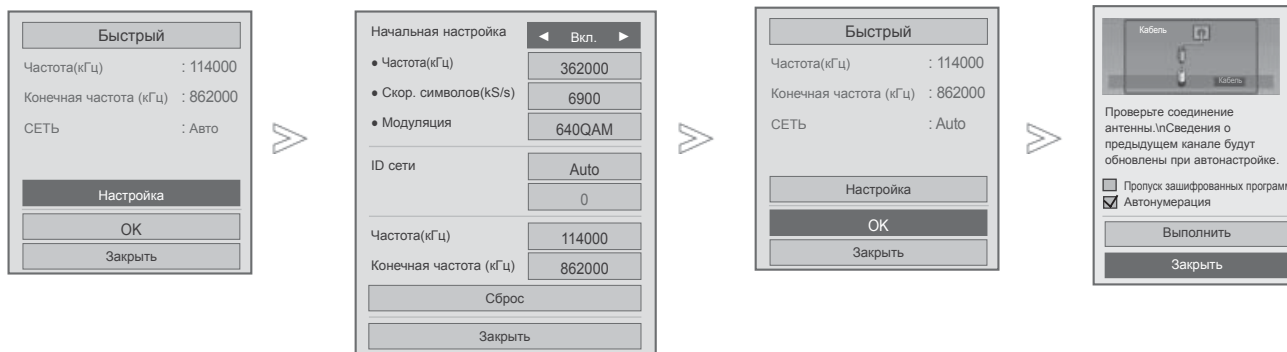 Быстрый
Частота(кГц) : 114000
Конечная частота (кГц) : 862000
СЕТЬ : Авто
Настройка
OK
Закрыть
Начальная настройка ◄ Вкл. ►
• Частота(кГц) 362000
• Скор. символов(kS/s) 6900
• Модуляция 640QAM
ID сети Auto
0
Частота(кГц) 114000
Конечная частота (кГц) 862000
Сброс
Закрыть
Быстрый
Частота(кГц) : 114000
Конечная частота (кГц) : 862000
СЕТЬ : Auto
Настройка
OK
Закрыть
Кабель
Кабель
Проверьте соединение
антенны.\nСведения о
предыдущем канале будут
обновлены при автонастройке.
Пропуск зашифрованных программ
Автонумерация
Выполнить
Закрыть